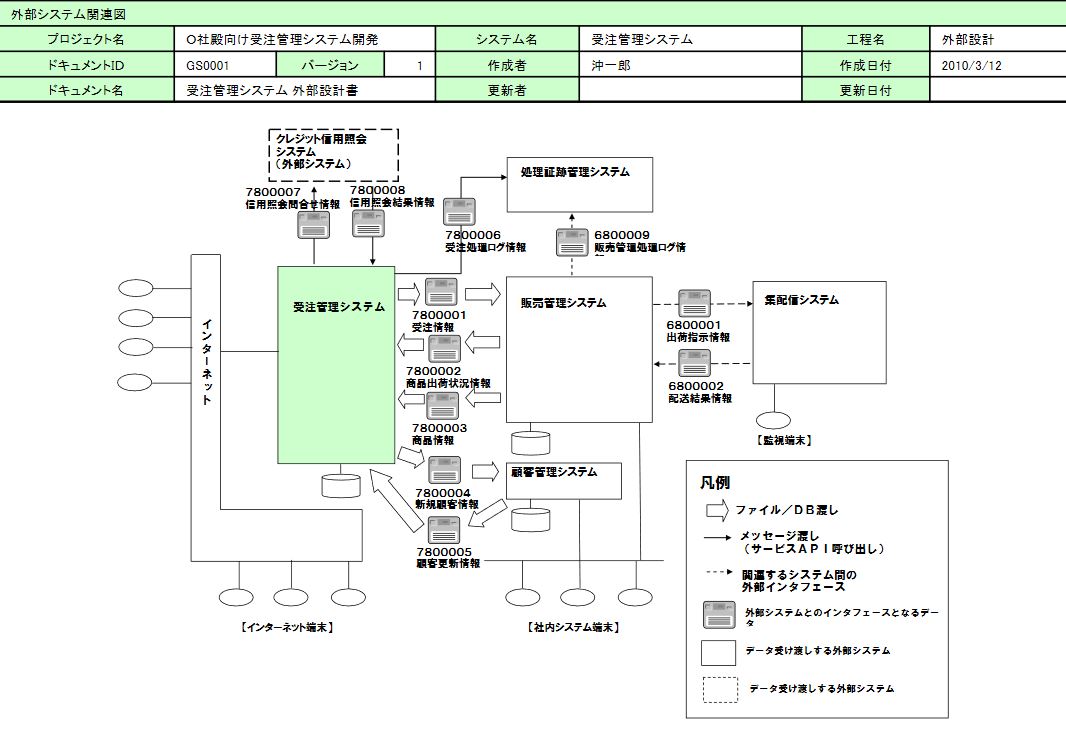 外部システム関連図
プロジェクト名 O社殿向け受注管理システム開発 システム名 受注管理システム 工程名 外部設計
ドキュメントID GS0001 バージョン 1 作成者 沖一郎 作成日付 2010/3/12
ドキュメント名 受注管理システム 外部設計書 更新者 更新日付
クレジット信用照会
システム
（外部システム）
処理証跡管理システム
7800007
信用照会問合せ情報
7800008
信用照会結果情報
7800006
受注処理ログ情報
6800009
販売管理処理ログ情
インターネット
受注管理システム
7800001
受注情報
7800002
商品出荷状況情報
7800003
商品情報
7800004
新規顧客情報
7800005
顧客更新情報
販売管理システム
顧客管理システム
6800001
出荷指示情報
6800002
配送結果情報
集配信システム
【監視端末】
【インターネット端末】
【社内システム端末】
凡例
ファイル／ＤＢ渡し
メッセージ渡し
（サービスＡＰＩ呼び出し）
関連するシステム間の
外部インタフェース
外部システムとのインタフェースとなるデー
タ
データ受け渡しする外部システム
データ受け渡しする外部システム